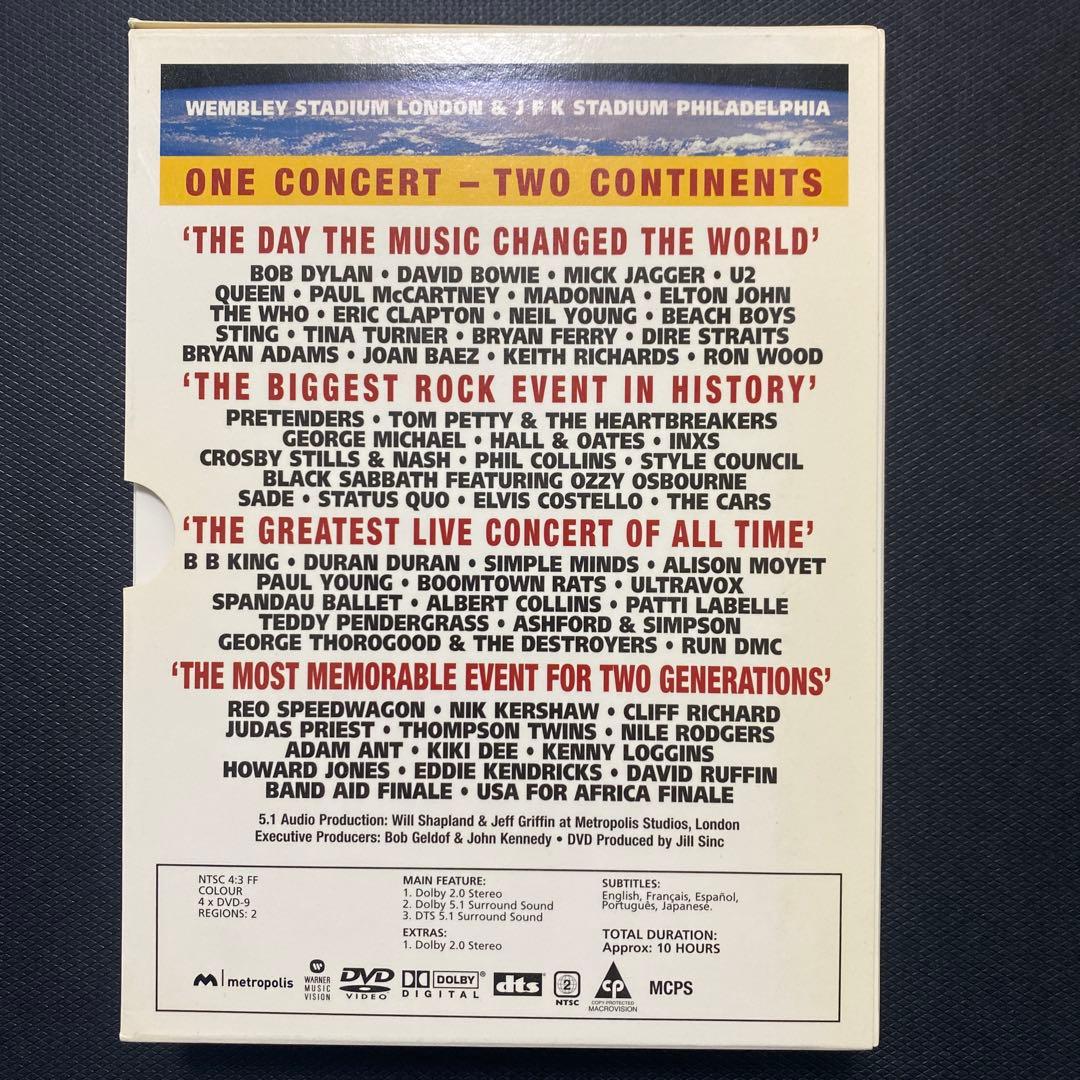 WEMBLEY STADIUM LONDON & J F K STADIUM PHILADELPHIA
ONE CONCERT – TWO CONTINENTS
‘THE DAY THE MUSIC CHANGED THE WORLD’
BOB DYLAN • DAVID BOWIE • MICK JAGGER • U2
QUEEN • PAUL McCARTNEY • MADONNA • ELTON JOHN
THE WHO • ERIC CLAPTON • NEIL YOUNG • BEACH BOYS
STING • TINA TURNER • BRYAN FERRY • DIRE STRAITS
BRYAN ADAMS • JOAN BAEZ • KEITH RICHARDS • RON WOOD
‘THE BIGGEST ROCK EVENT IN HISTORY’
PRETENDERS • TOM PETTY & THE HEARTBREAKERS
GEORGE MICHAEL • HALL & OATES • INXS
CROSBY STILLS & NASH • PHIL COLLINS • STYLE COUNCIL
BLACK SABBATH FEATURING OZZY OSBOURNE
SADE • STATUS QUO • ELVIS COSTELLO • THE CARS
‘THE GREATEST LIVE CONCERT OF ALL TIME’
B B KING • DURAN DURAN • SIMPLE MINDS • ALISON MOYET
PAUL YOUNG • BOOMTOWN RATS • ULTRAVOX
SPANDAU BALLET • ALBERT COLLINS • PATTI LABELLE
TEDDY PENDERGRASS • ASHFORD & SIMPSON
GEORGE THOROGOOD & THE DESTROYERS • RUN DMC
‘THE MOST MEMORABLE EVENT FOR TWO GENERATIONS’
REO SPEEDWAGON • NIK KERSHAW • CLIFF RICHARD
JUDAS PRIEST • THOMPSON TWINS • NILE RODGERS
ADAM ANT • KIKI DEE • KENNY LOGGINS
HOWARD JONES • EDDIE KENDRICKS • DAVID RUFFIN
BAND AID FINALE • USA FOR AFRICA FINALE
5.1 Audio Production: Will Shapland & Jeff Griffin at Metropolis Studios, London
Executive Producers: Bob Geldof & John Kennedy • DVD Produced by Jill Sinc
NTSC 4:3 FF
COLOUR
4 x DVD-9
REGIONS: 2
MAIN FEATURE:
1. Dolby 2.0 Stereo
2. Dolby 5.1 Surround Sound
3. DTS 5.1 Surround Sound
EXTRAS:
1. Dolby 2.0 Stereo
SUBTITLES:
English, Français, Español,
Português, Japanese.
TOTAL DURATION:
Approx: 10 HOURS
metropolis
WARNER
MUSIC
VISION
DVD
VIDEO
DOLBY®
DIGITAL
dts
2
NTSC
CP
COPY PROTECTED
MACROVISION
MCPS